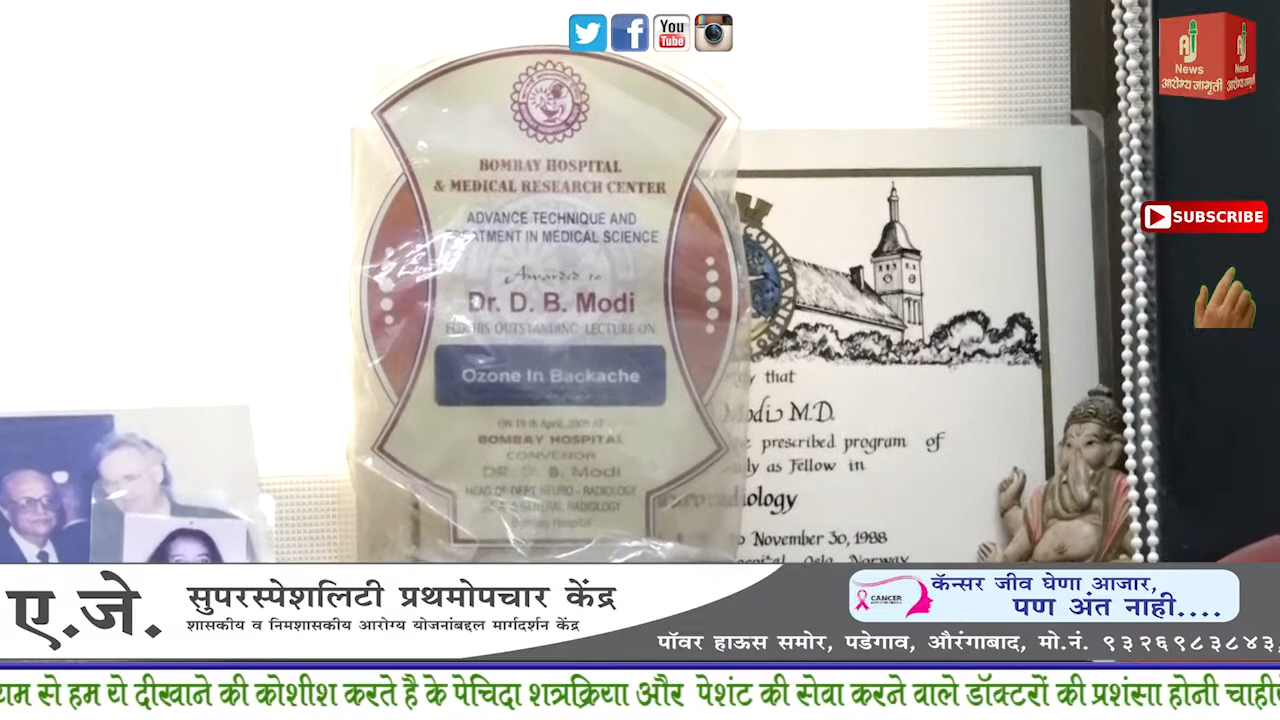 You
Tube
AJ
News
आरोग्य जागृती
SUBSCRIBE
BOMBAY HOSPITAL
& MEDICAL RESEARCH CENTER
ADVANCE TECHNIQUE AND
TREATMENT IN MEDICAL SCIENCE
Awarded to
Dr. D. B. Modi
FOR HIS OUTSTANDING LECTURE ON
Ozone In Backache
BOMBAY HOSPITAL
CONVENOR
DR. D. B. Modi
HEAD OF DEPT NEURO - RADIOLOGY
GENERAL RADIOLOGY
Bombay Hospital
that
Modi M.D.
prescribed program of
as Fellow in
November 30, 1988
Oslo, Norway
ए.जे.
सुपरस्पेशलिटी प्रथमोपचार केंद्र
शासकीय व निमशासकीय आरोग्य योजनांबद्दल मार्गदर्शन केंद्र
CANCER
कॅन्सर जीव घेणा आजार,
पण अंत नाही....
पॉवर हाऊस समोर, पडेगाव, औरंगाबाद, मो.नं. ९३२६९८३८४३,
से हम ये दीखाने की कोशीश करते है के पेचिदा शत्रक्रिया और पेशंट की सेवा करने वाले डॉक्टरों की प्रशंसा होनी